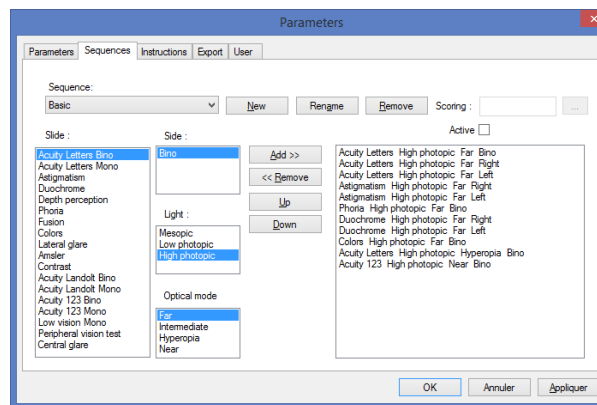 Parameters
Parameters Sequences Instructions Export User
Sequence:
Basic New Rename Remove Scoring : ...
Active
Slide :
Acuity Letters Bino
Acuity Letters Mono
Astigmatism
Duochrome
Depth perception
Phoria
Fusion
Colors
Lateral glare
Amsler
Contrast
Acuity Landolt Bino
Acuity Landolt Mono
Acuity 123 Bino
Acuity 123 Mono
Low vision Mono
Peripheral vision test
Central glare
Side :
Bino
Light :
Mesopic
Low photopic
High photopic
Optical mode
Far
Intermediate
Hyperopia
Near
Add >>
<< Remove
Up
Down
Acuity Letters High photopic Far Bino
Acuity Letters High photopic Far Right
Acuity Letters High photopic Far Left
Astigmatism High photopic Far Right
Astigmatism High photopic Far Left
Phoria High photopic Far Bino
Duochrome High photopic Far Right
Duochrome High photopic Far Left
Colors High photopic Far Bino
Acuity Letters High photopic Hyperopia Bino
Acuity 123 High photopic Near Bino
OK Annuler Appliquer